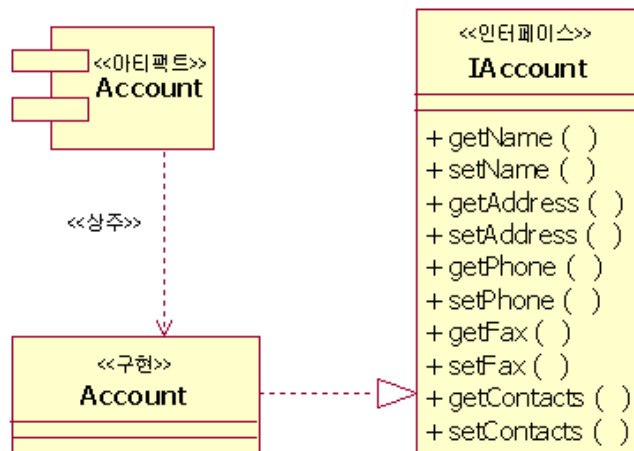 <<아티팩트>>
Account
<<상주>>
<<구현>>
Account
<<인터페이스>>
IAccount
+ getName ( )
+ setName ( )
+ getAddress ( )
+ setAddress ( )
+ getPhone ( )
+ setPhone ( )
+ getFax ( )
+ setFax ( )
+ getContacts ( )
+ setContacts ( )